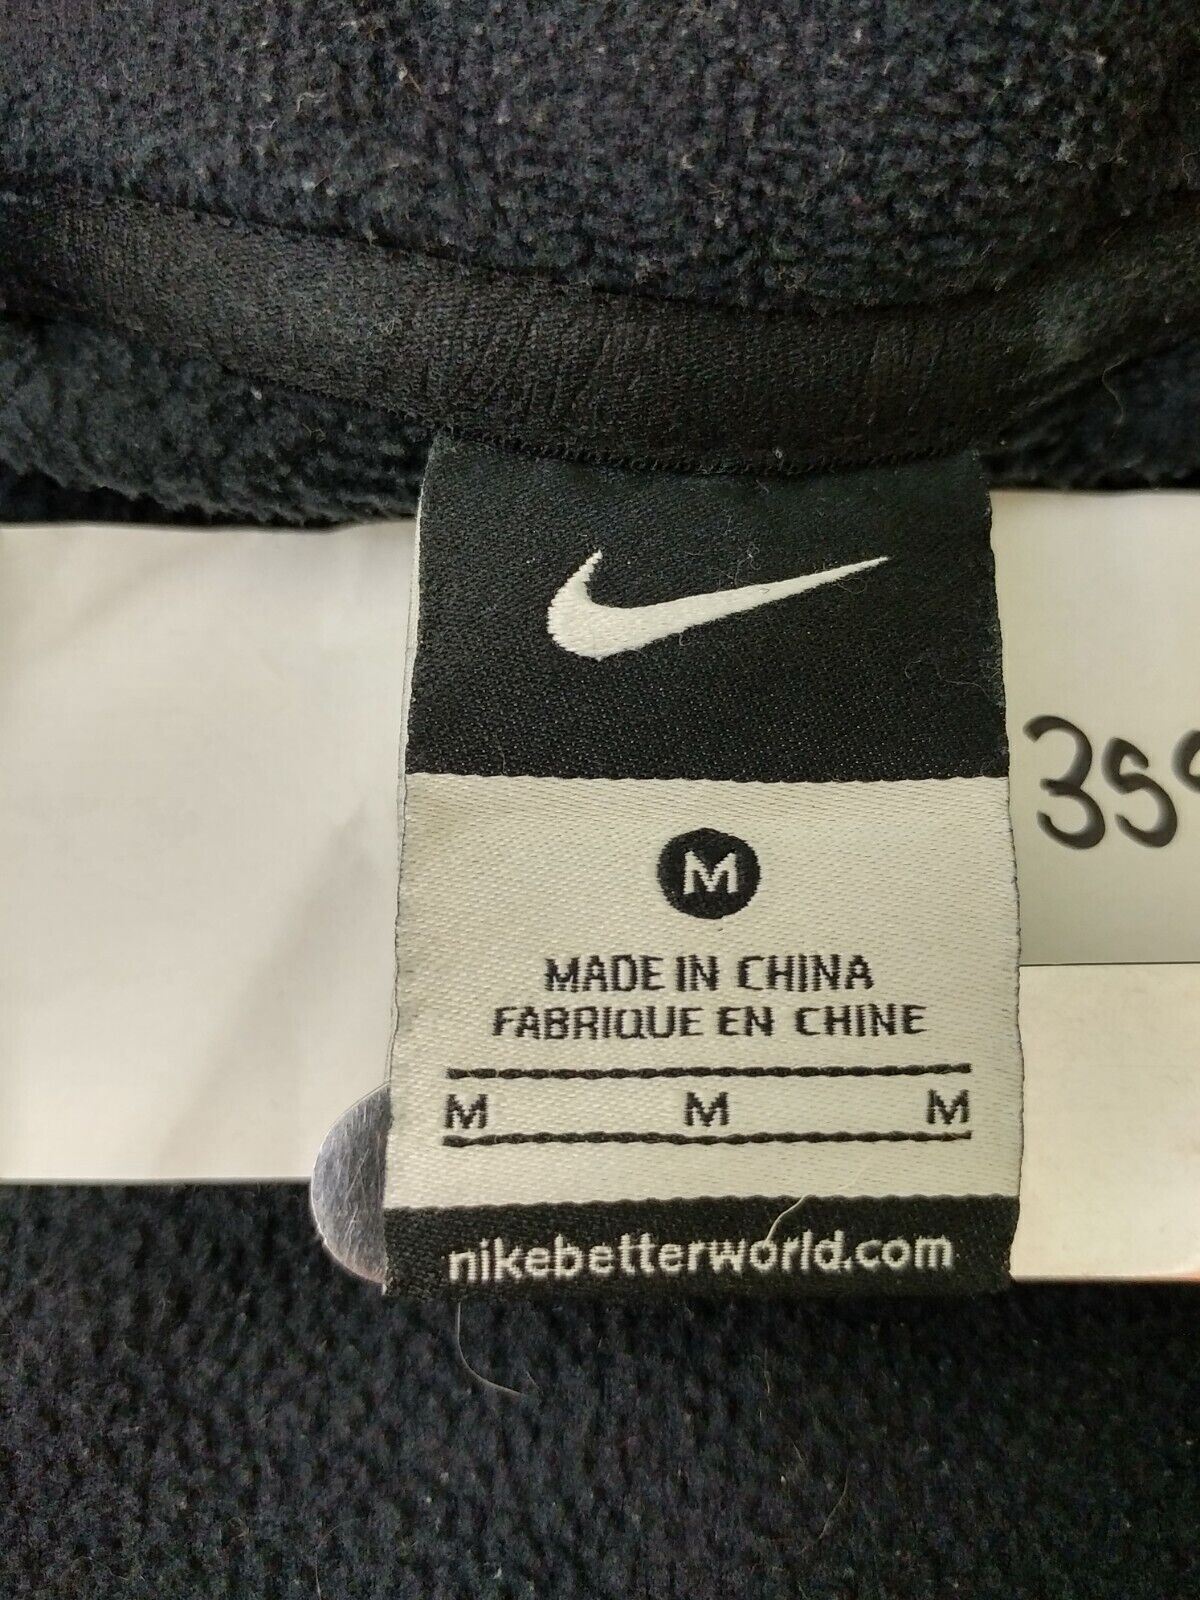 M
MADE IN CHINA
FABRIQUE EN CHINE
M M M
nikebetterworld.com